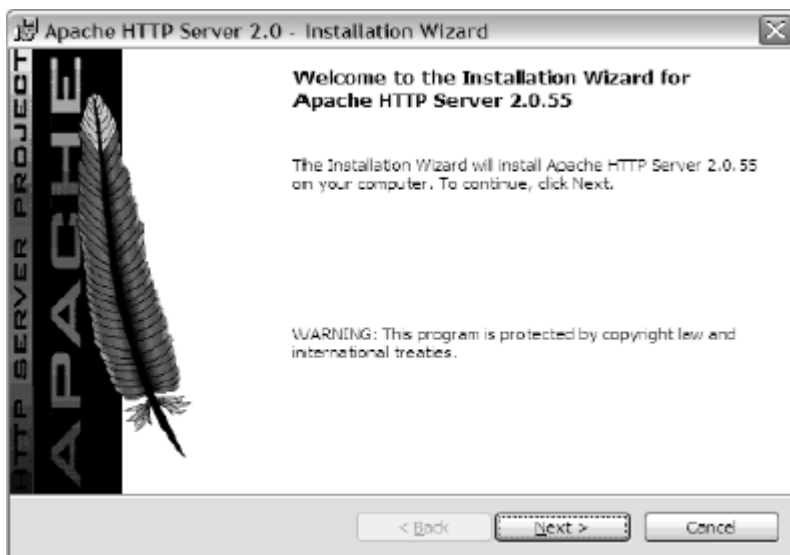 Apache HTTP Server 2.0 - Installation Wizard
HTTP SERVER PROJECT
APACHE
Welcome to the Installation Wizard for
Apache HTTP Server 2.0.55
The Installation Wizard will install Apache HTTP Server 2.0.55
on your computer. To continue, click Next.
WARNING: This program is protected by copyright law and
international treaties.
< Back
Next >
Cancel